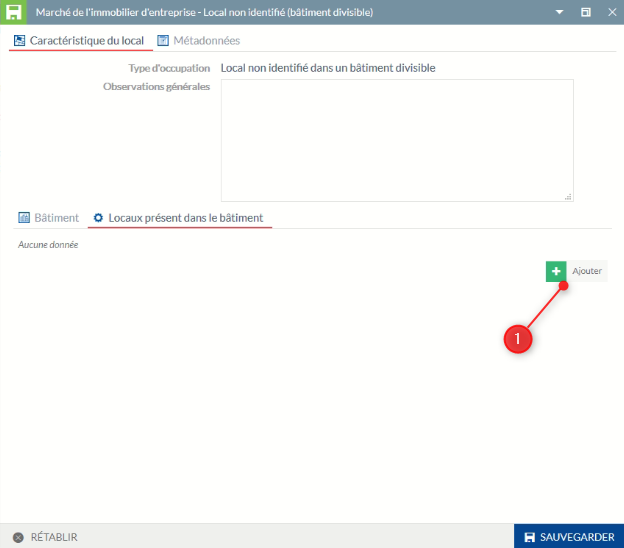 Marché de l'immobilier d'entreprise - Local non identifié (bâtiment divisible)
Caractéristique du local Métadonnées
Type d'occupation Local non identifié dans un bâtiment divisible
Observations générales
Bâtiment Locaux présent dans le bâtiment
Aucune donnée
Ajouter
1
RÉTABLIR SAUVEGARDER